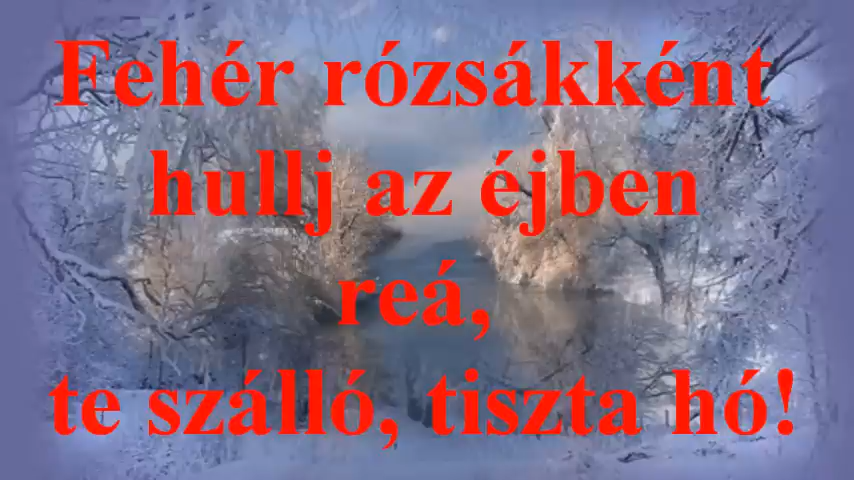 Fehér rózsákként
hullj az éjben
reá,
te szálló, tiszta hó!